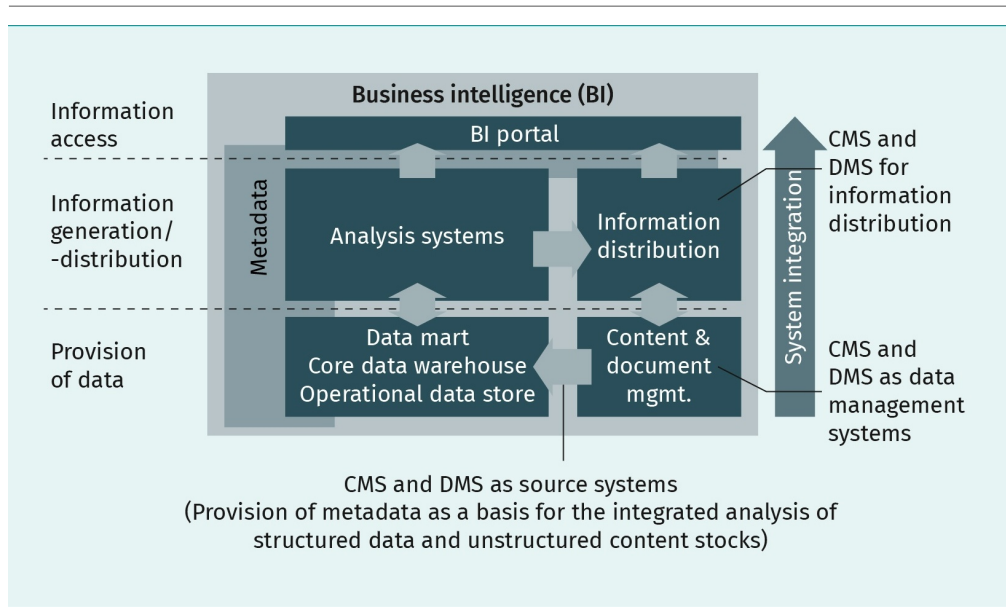 Business intelligence (BI)
Information
access
BI portal
Metadata
Information
generation/
-distribution
Analysis systems
Information
distribution
CMS and
DMS for
information
distribution
System integration
Provision
of data
Data mart
Core data warehouse
Operational data store
Content &
document
mgmt.
CMS and
DMS as data
management
systems
CMS and DMS as source systems
(Provision of metadata as a basis for the integrated analysis of
structured data and unstructured content stocks)